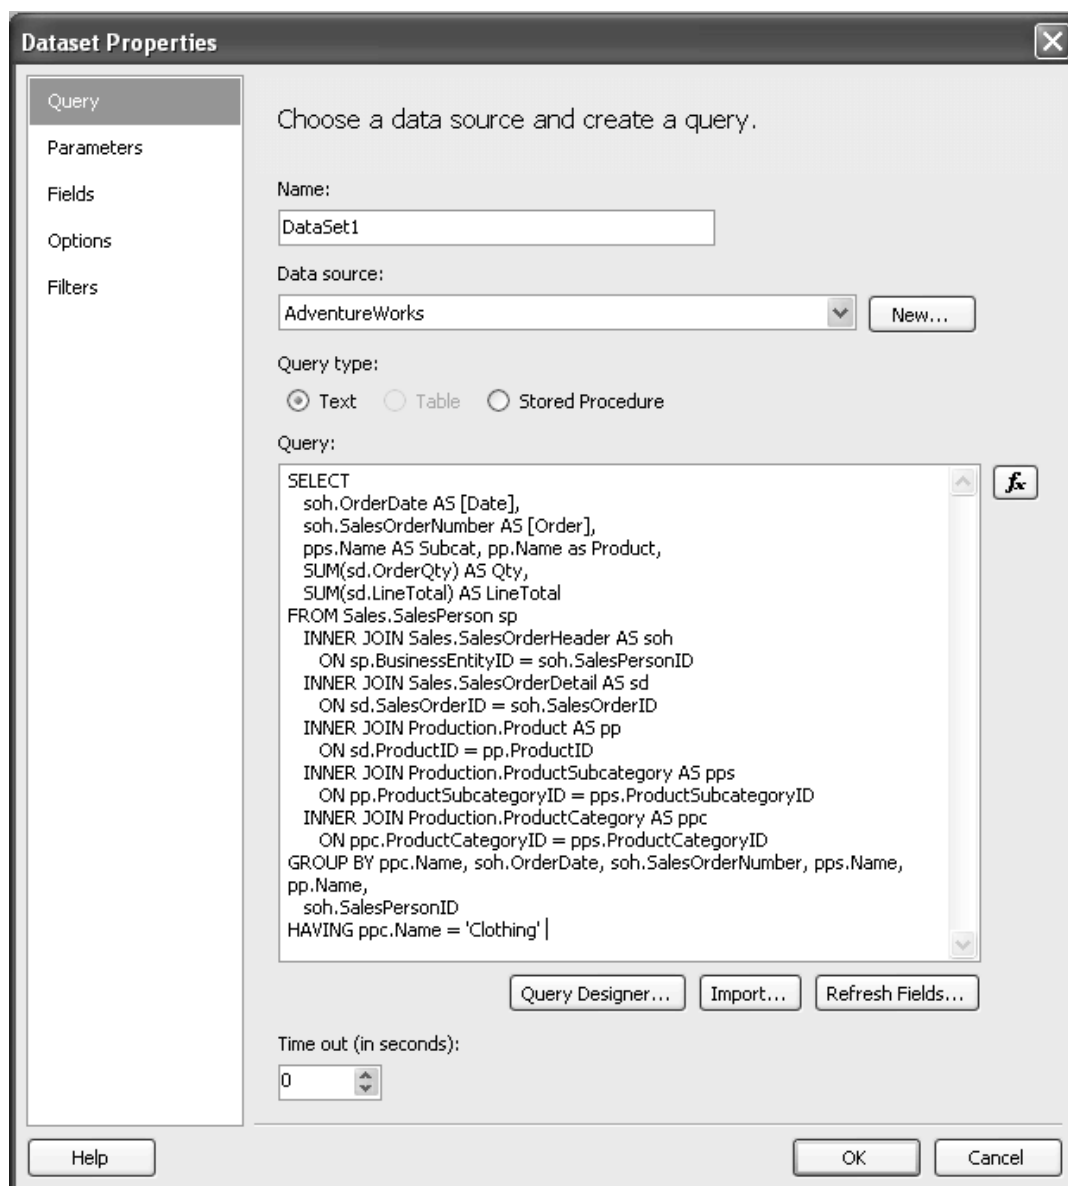 Dataset Properties
Query
Parameters
Fields
Options
Filters
Choose a data source and create a query.
Name:
DataSet1
Data source:
AdventureWorks
New...
Query type:
Text
Table
Stored Procedure
Query:
SELECT
soh.OrderDate AS [Date],
soh.SalesOrderNumber AS [Order],
pps.Name AS Subcat, pp.Name as Product,
SUM(sd.OrderQty) AS Qty,
SUM(sd.LineTotal) AS LineTotal
FROM Sales.SalesPerson sp
INNER JOIN Sales.SalesOrderHeader AS soh
ON sp.BusinessEntityID = soh.SalesPersonID
INNER JOIN Sales.SalesOrderDetail AS sd
ON sd.SalesOrderID = soh.SalesOrderID
INNER JOIN Production.Product AS pp
ON sd.ProductID = pp.ProductID
INNER JOIN Production.ProductSubcategory AS pps
ON pp.ProductSubcategoryID = pps.ProductSubcategoryID
INNER JOIN Production.ProductCategory AS ppc
ON ppc.ProductCategoryID = pps.ProductCategoryID
GROUP BY ppc.Name, soh.OrderDate, soh.SalesOrderNumber, pps.Name,
pp.Name,
soh.SalesPersonID
HAVING ppc.Name = 'Clothing'
fx
Query Designer...
Import...
Refresh Fields...
Time out (in seconds):
0
Help
OK
Cancel